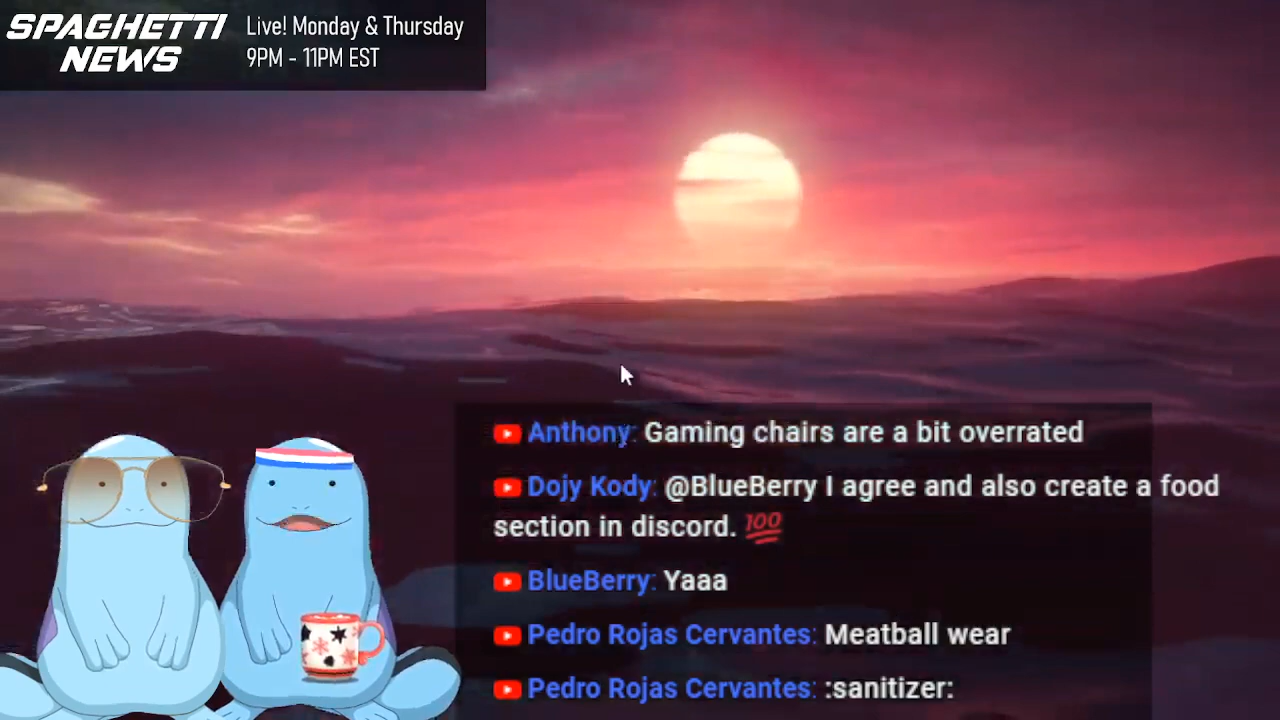 SPAGHETTI
NEWS
Live! Monday & Thursday
9PM - 11PM EST
Anthony: Gaming chairs are a bit overrated
Dojy Kody: @BlueBerry I agree and also create a food
section in discord. 💯
BlueBerry: Yaaa
Pedro Rojas Cervantes: Meatball wear
Pedro Rojas Cervantes: :sanitizer: